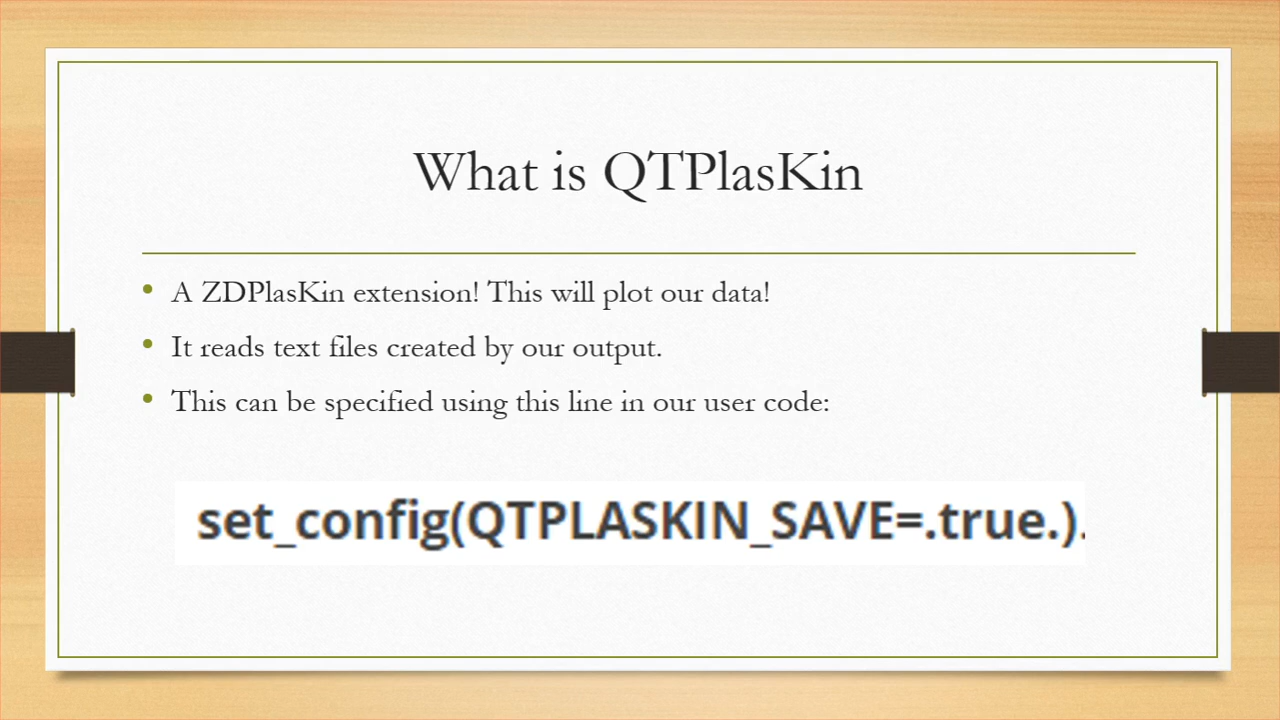 What is QTPlasKin
• A ZDPlasKin extension! This will plot our data!
• It reads text files created by our output.
• This can be specified using this line in our user code:
set_config(QTPLASKIN_SAVE=.true.).